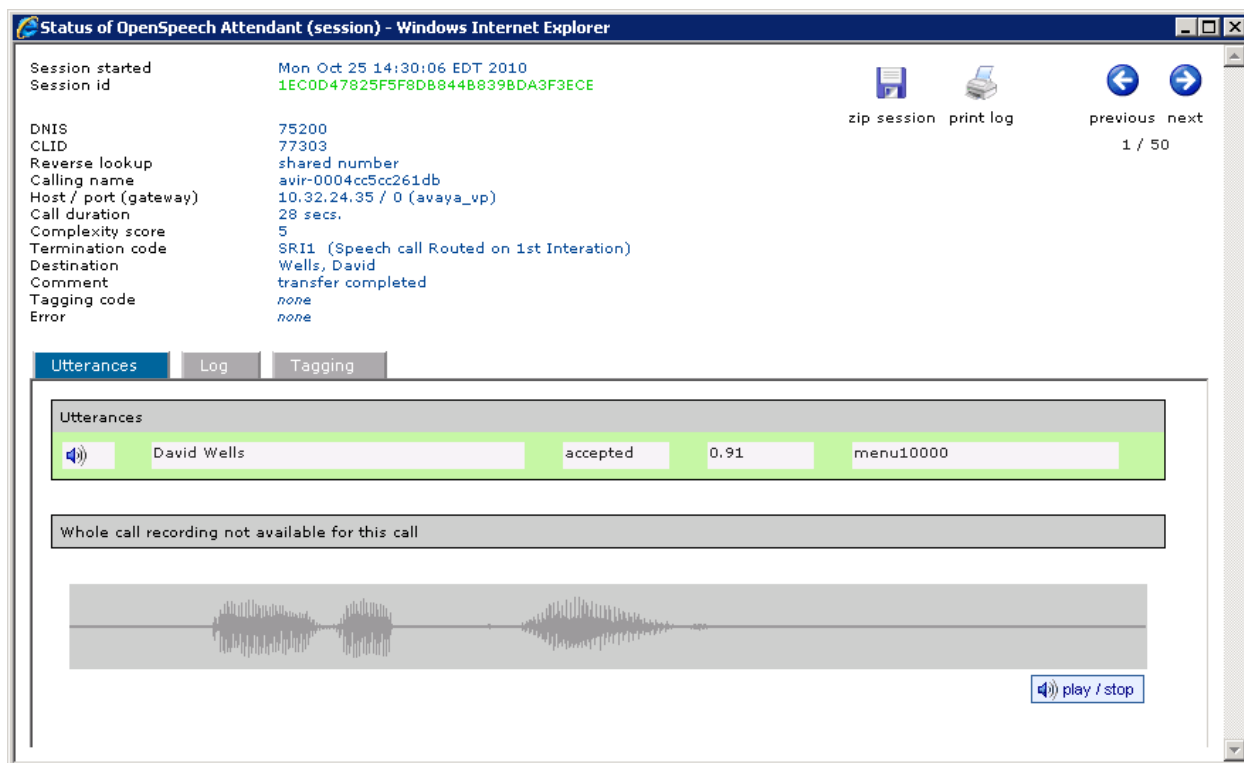 Status of OpenSpeech Attendant (session) - Windows Internet Explorer
Session started Mon Oct 25 14:30:06 EDT 2010
Session id 1EC0D47825F5F8DB844B839BDA3F3ECE
zip session print log previous next
1 / 50
DNIS 75200
CLID 77303
Reverse lookup shared number
Calling name avir-0004cc5cc261db
Host / port (gateway) 10.32.24.35 / 0 (avaya_vp)
Call duration 28 secs.
Complexity score 5
Termination code SRI1 (Speech call Routed on 1st Interation)
Destination Wells, David
Comment transfer completed
Tagging code none
Error none
Utterances Log Tagging
Utterances
David Wells accepted 0.91 menu10000
Whole call recording not available for this call
play / stop